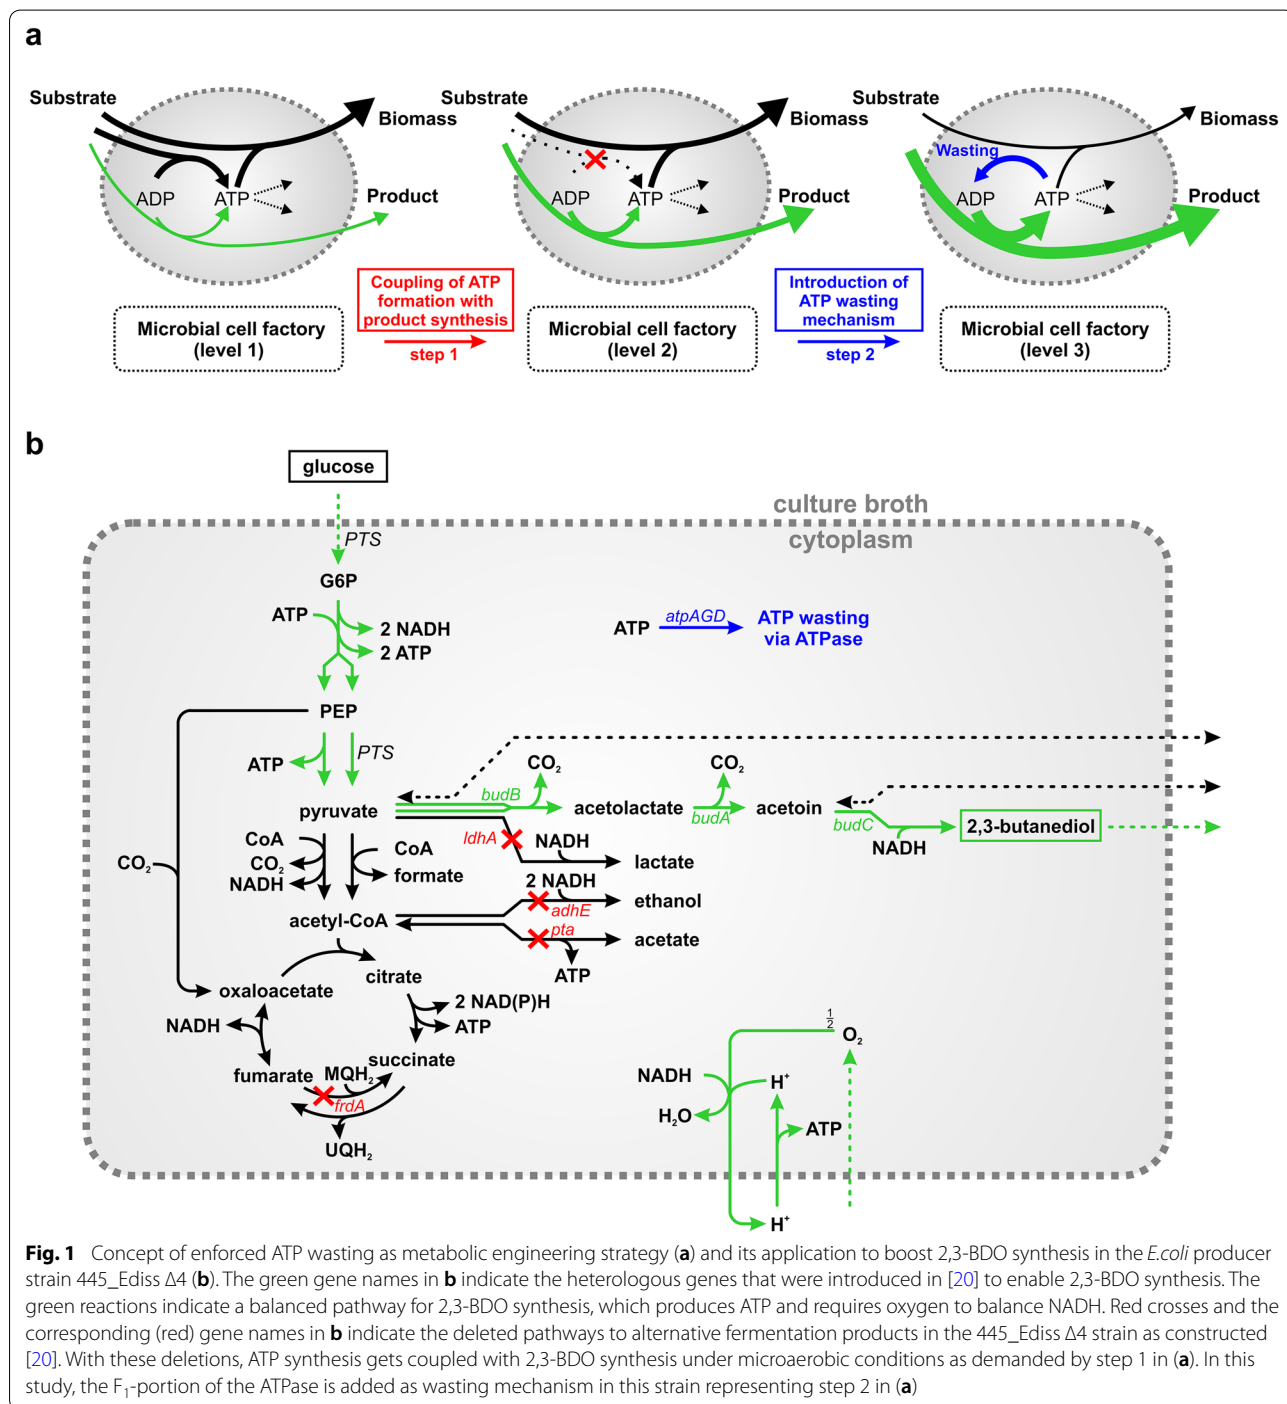 a
Substrate
Biomass
ADP
ATP
Product
Microbial cell factory
(level 1)
Coupling of ATP
formation with
product synthesis
step 1
Substrate
Biomass
ADP
ATP
Product
Microbial cell factory
(level 2)
Introduction of
ATP wasting
mechanism
step 2
Substrate
Biomass
Wasting
ADP
ATP
Product
Microbial cell factory
(level 3)
b
glucose
culture broth
cytoplasm
PTS
G6P
ATP
2 NADH
2 ATP
ATP
atpAGD
ATP wasting
via ATPase
PEP
ATP
PTS
pyruvate
budB
CO₂
acetolactate
budA
CO₂
acetoin
budC
NADH
2,3-butanediol
ldhA
NADH
lactate
CoA
CO₂
NADH
CoA
formate
CO₂
2 NADH
adhE
ethanol
acetyl-CoA
pta
acetate
ATP
citrate
oxaloacetate
2 NAD(P)H
ATP
NADH
succinate
fumarate
MQH₂
frdA
UQH₂
½
O₂
NADH
H⁺
H₂O
ATP
H⁺
Fig. 1 Concept of enforced ATP wasting as metabolic engineering strategy (a) and its application to boost 2,3-BDO synthesis in the E.coli producer
strain 445_Ediss Δ4 (b). The green gene names in b indicate the heterologous genes that were introduced in [20] to enable 2,3-BDO synthesis. The
green reactions indicate a balanced pathway for 2,3-BDO synthesis, which produces ATP and requires oxygen to balance NADH. Red crosses and the
corresponding (red) gene names in b indicate the deleted pathways to alternative fermentation products in the 445_Ediss Δ4 strain as constructed
[20]. With these deletions, ATP synthesis gets coupled with 2,3-BDO synthesis under microaerobic conditions as demanded by step 1 in (a). In this
study, the F₁-portion of the ATPase is added as wasting mechanism in this strain representing step 2 in (a)